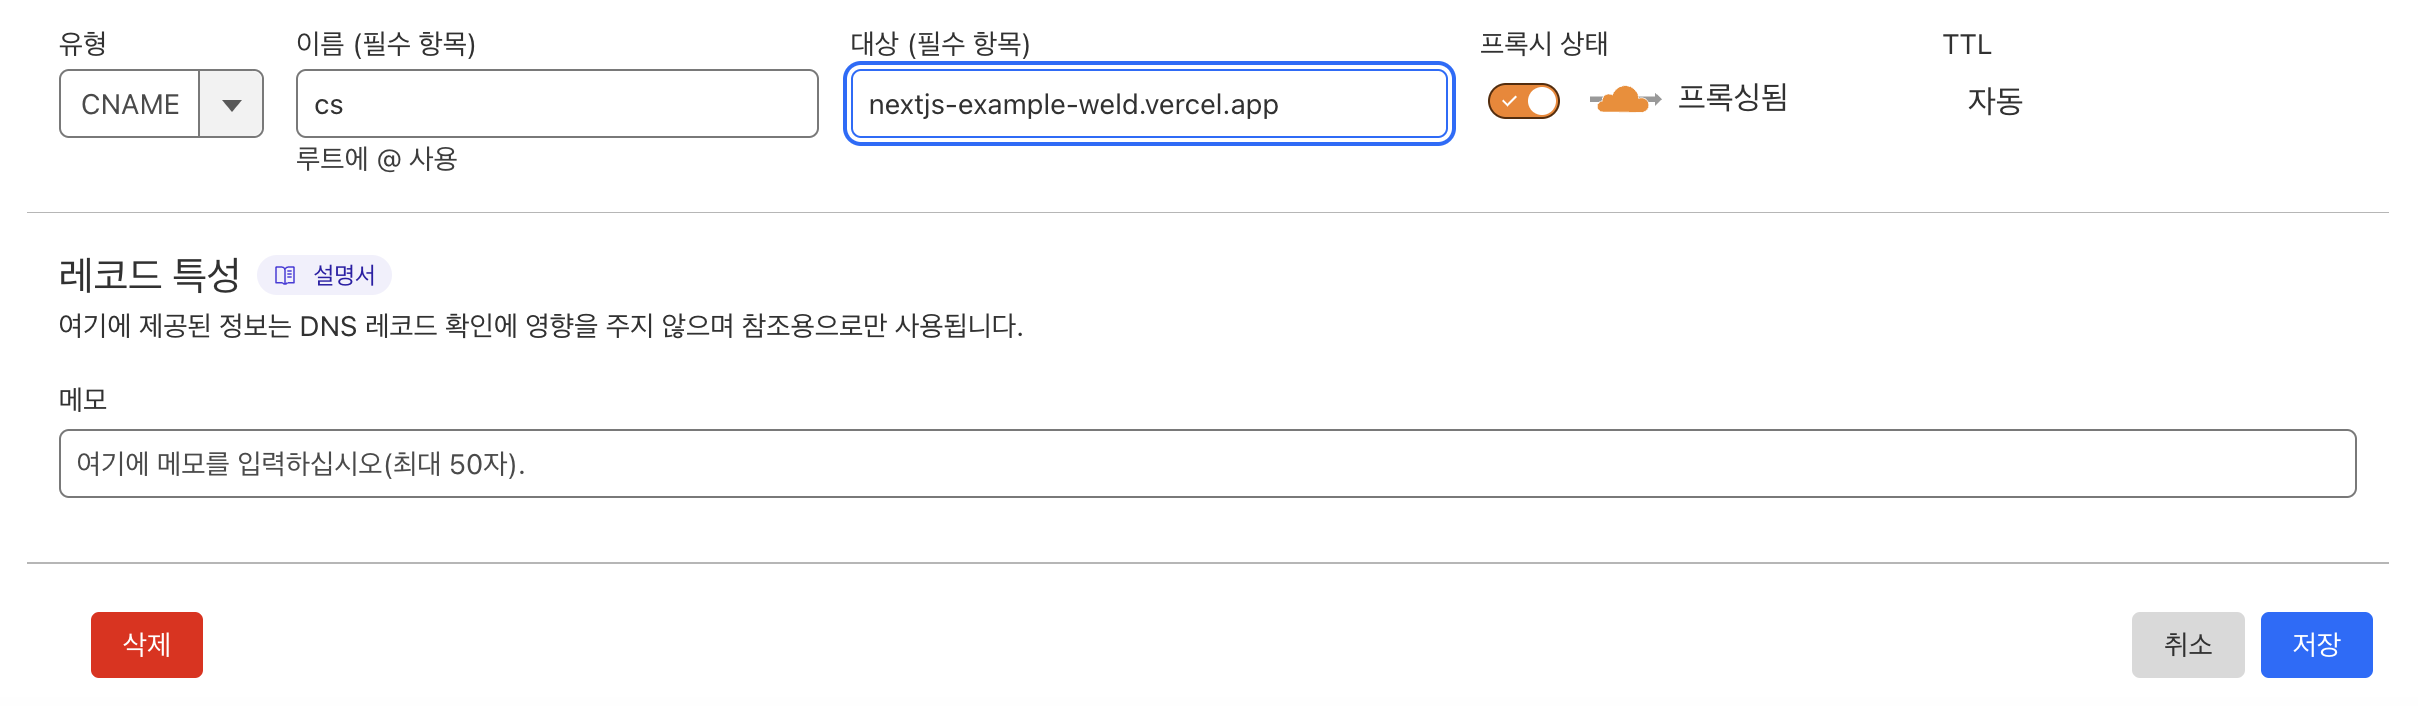 유형 이름 (필수 항목) 대상 (필수 항목) 프록시 상태 TTL
CNAME cs nextjs-example-weld.vercel.app 프록싱됨 자동
루트에 @ 사용
레코드 특성 설명서
여기에 제공된 정보는 DNS 레코드 확인에 영향을 주지 않으며 참조용으로만 사용됩니다.
메모
여기에 메모를 입력하십시오(최대 50자).
삭제 취소 저장